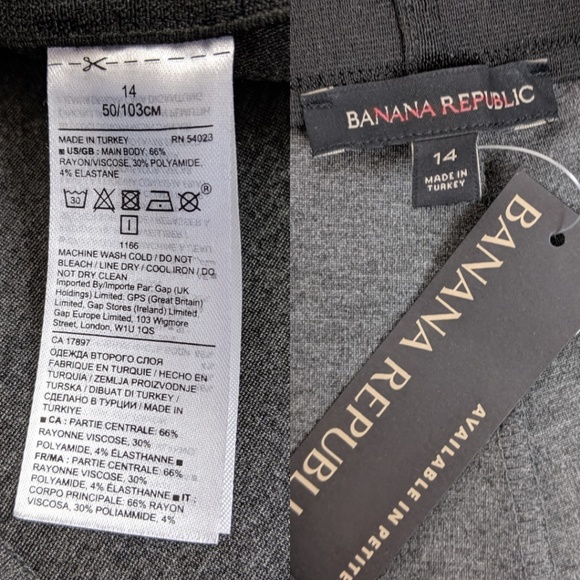 14
50/103CM
MADE IN TURKEY RN 54023
■ US/GB : MAIN BODY: 66%
RAYON/VISCOSE, 30% POLYAMIDE,
4% ELASTANE
30
®
I
1166
MACHINE WASH COLD / DO NOT
BLEACH / LINE DRY / COOL IRON / DO
NOT DRY CLEAN
Imported By/Importe Par: Gap (UK
Holdings) Limited. GPS (Great Britain)
Limited, Gap Stores (Ireland) Limited.
Gap Europe Limited, 103 Wigmore
Street, London, W1U 1QS
CA 17897
ОДЕЖДА ВТОРОГО СЛОЯ
FABRIQUE EN TURQUIE / HECHO EN
TURQUIA / ZEMLJA PROIZVODNJE
TURSKA / DIBUAT DI TURKEY /
СДЕЛАНО В ТУРЦИИ / MADE IN
TURKIYE
■ CA : PARTIE CENTRALE: 66%
RAYONNE VISCOSE, 30%
POLYAMIDE, 4% ÉLASTHANNE ■
FR/MA : PARTIE CENTRALE: 66%
RAYONNE VISCOSE, 30%
POLYAMIDE, 4% ÉLASTHANNE ■ IT :
CORPO PRINCIPALE: 66% RAYON
VISCOSA, 30% POLIAMMIDE, 4%
BANANA REPUBLIC
14
MADE IN
TURKEY
BANANA REPUBLI
AVAILABLE IN PETITE